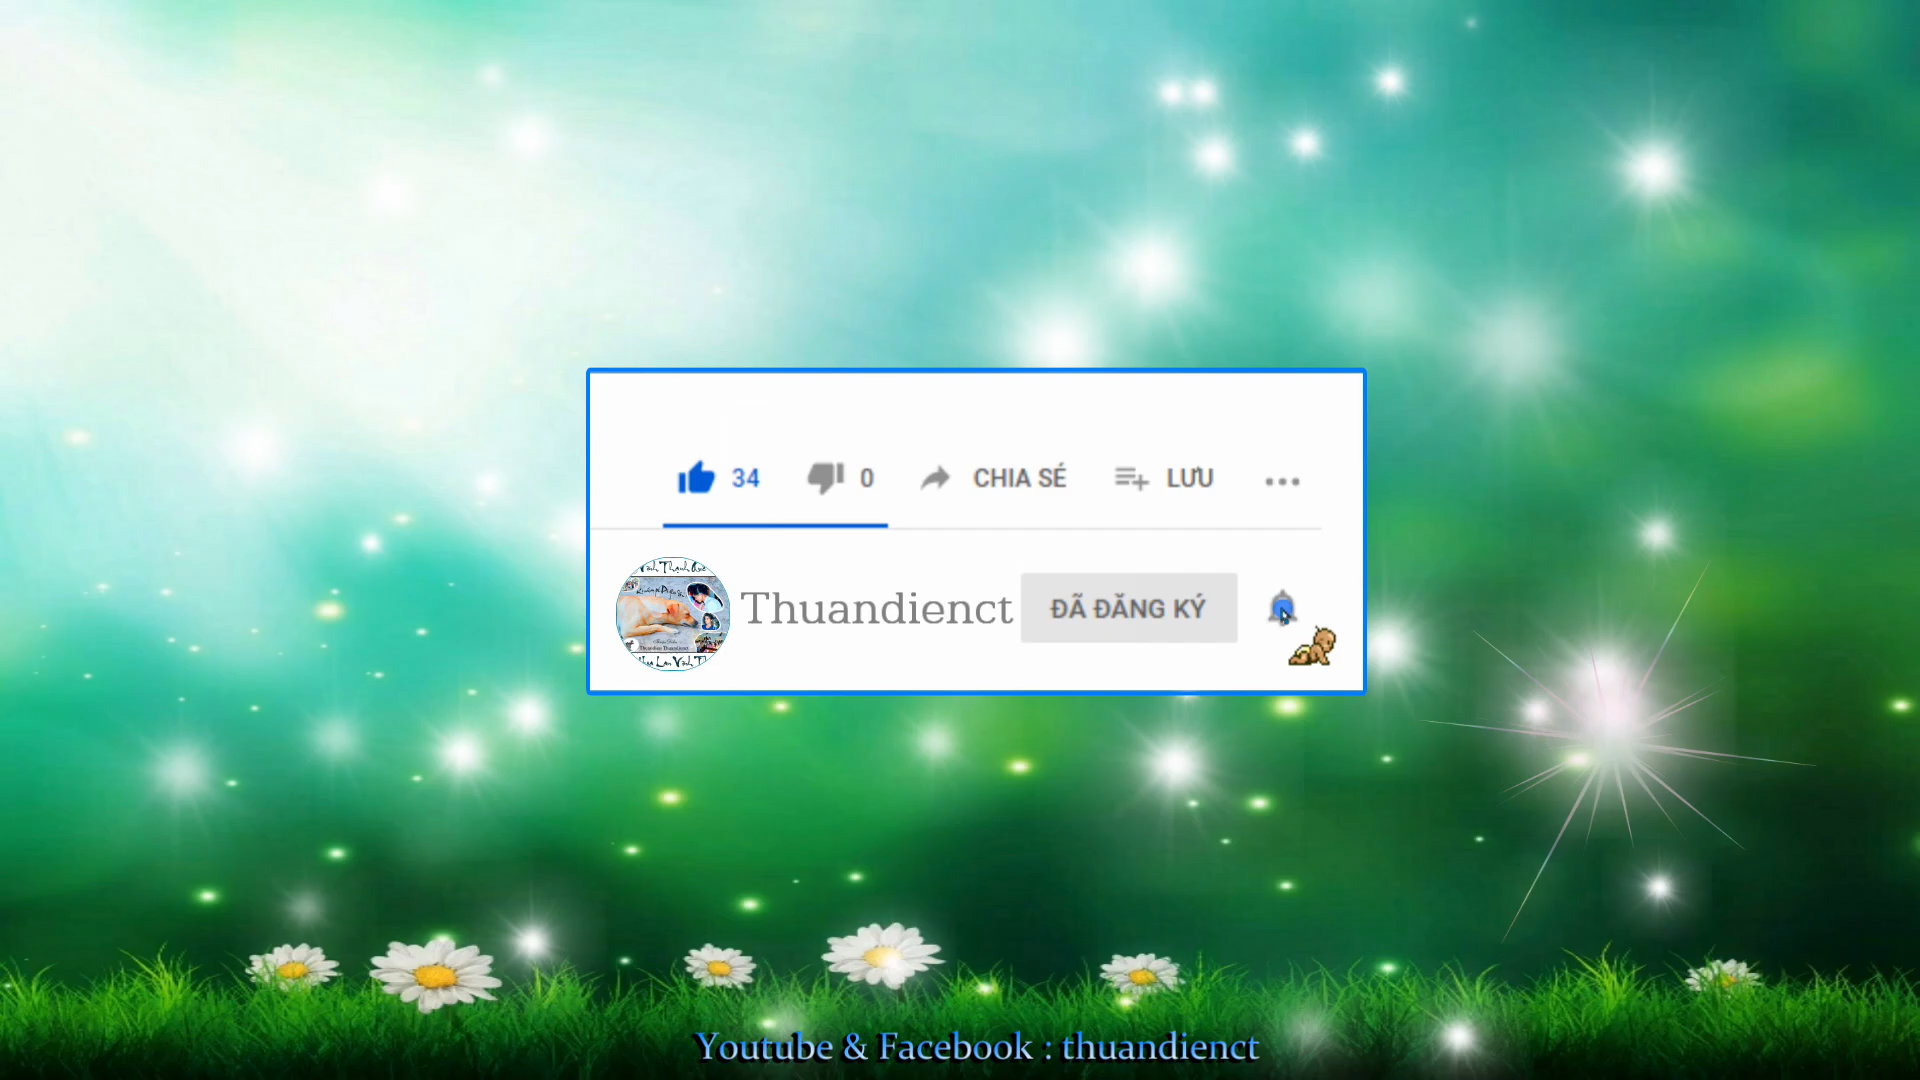 34 0 CHIA SẺ LƯU
Thuandienct ĐÃ ĐĂNG KÝ
Youtube & Facebook : thuandienct